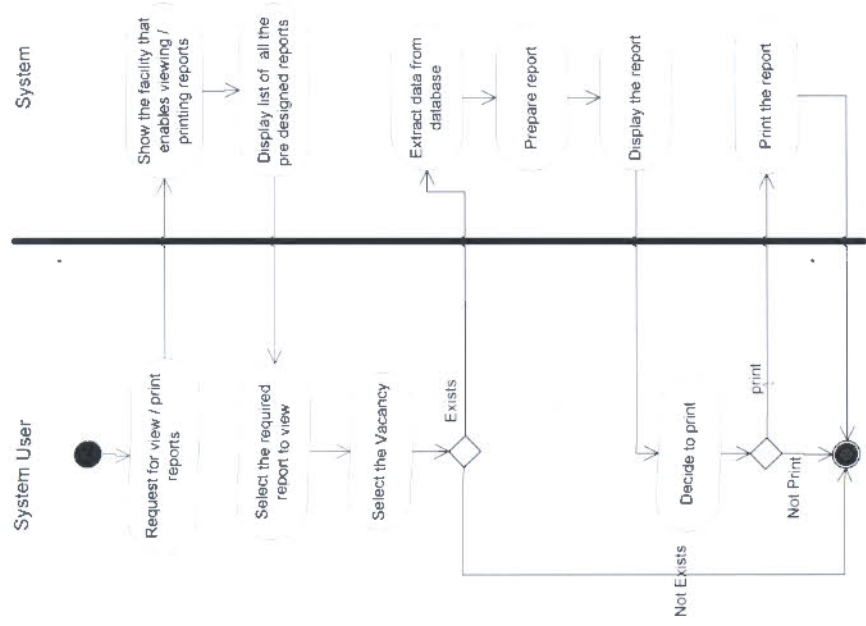 System User
System
Request for view / print
reports
Show the facility that
enables viewing /
printing reports
Display list of all the
pre designed reports
Select the required
report to view
Select the Vacancy
Exists
Not Exists
Extract data from
database
Prepare report
Display the report
Decide to print
print
Not Print
Print the report